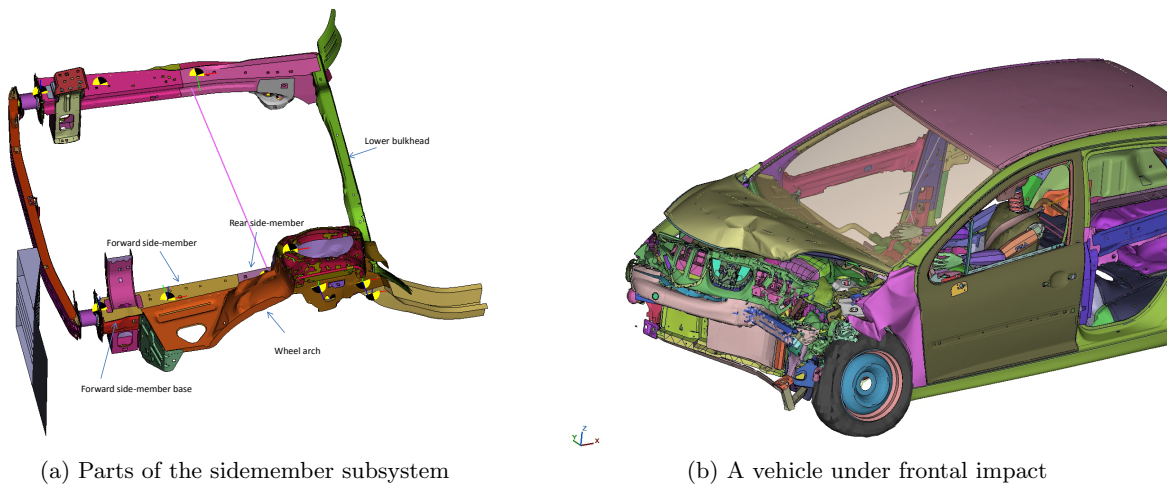 Lower bulkhead
Rear side-member
Forward side-member
Wheel arch
Forward side-member base
Z
Y
X
(a) Parts of the sidemember subsystem
(b) A vehicle under frontal impact